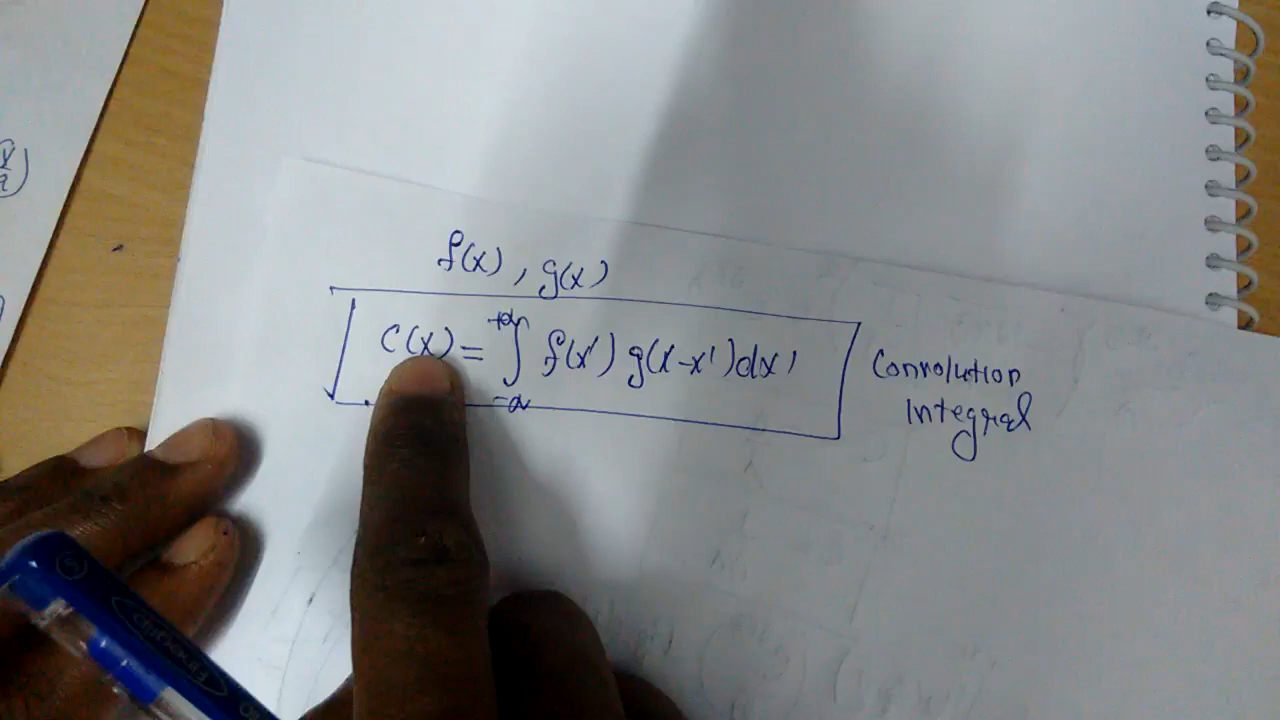 f(x) , g(x)
C(x) = ∫_{-α}^{+α} f(x') g(x-x') dx'
Convolution
Integral